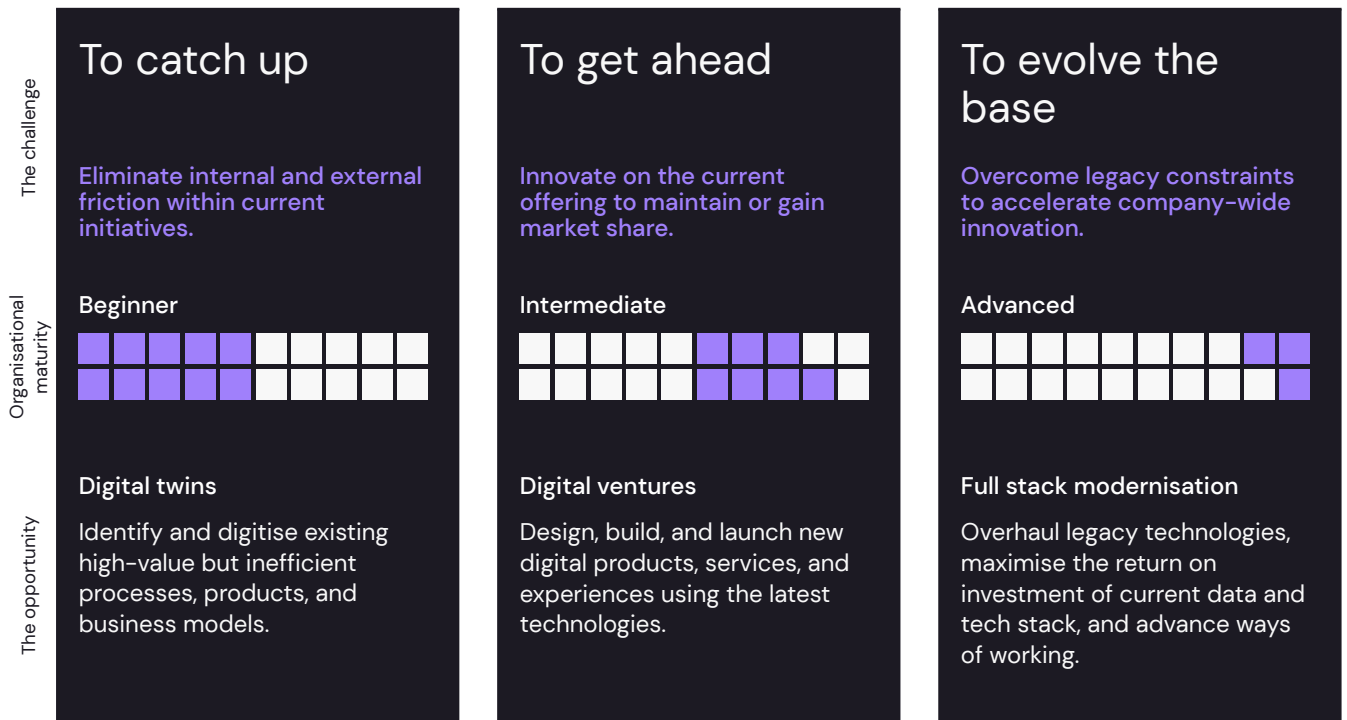 The challenge
To catch up
Eliminate internal and external
friction within current
initiatives.
To get ahead
Innovate on the current
offering to maintain or gain
market share.
To evolve the
base
Overcome legacy constraints
to accelerate company-wide
innovation.
Organisational
maturity
Beginner
Intermediate
Advanced
The opportunity
Digital twins
Identify and digitise existing
high-value but inefficient
processes, products, and
business models.
Digital ventures
Design, build, and launch new
digital products, services, and
experiences using the latest
technologies.
Full stack modernisation
Overhaul legacy technologies,
maximise the return on
investment of current data and
tech stack, and advance ways
of working.